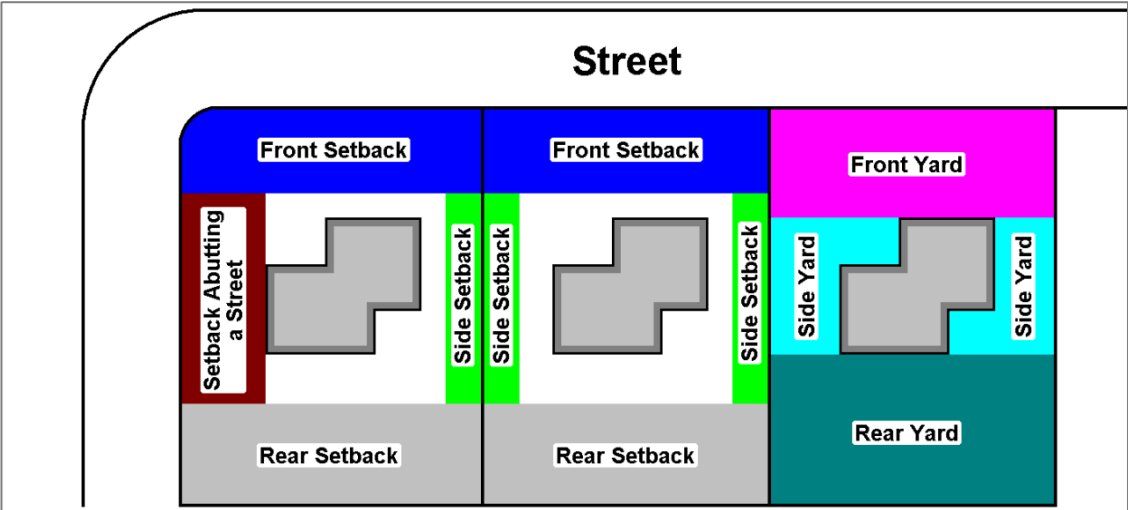 Street
Front Setback
Front Setback
Front Yard
Setback Abutting
a Street
Side Setback
Side Setback
Side Setback
Side Yard
Side Yard
Rear Setback
Rear Setback
Rear Yard